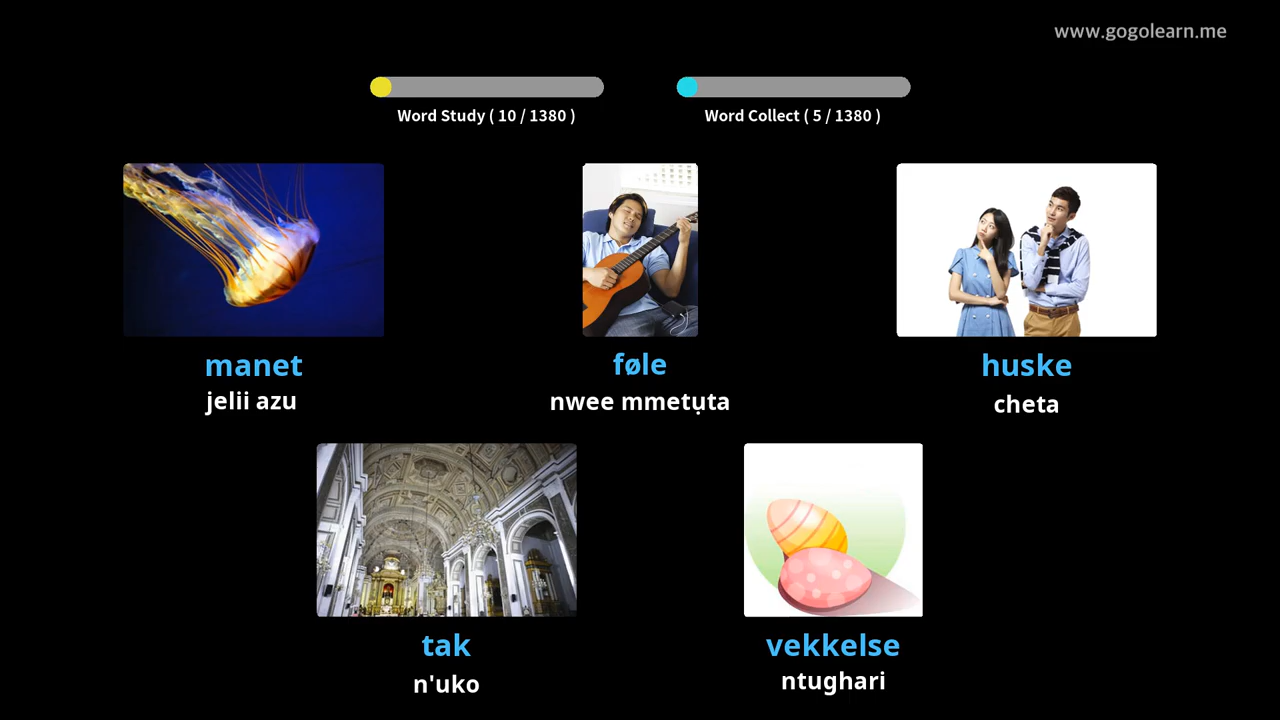 www.gogolearn.me
Word Study ( 10 / 1380 )
Word Collect ( 5 / 1380 )
manet
jelii azu
føle
nwee mmetụta
huske
cheta
tak
n'uko
vekkelse
ntughari